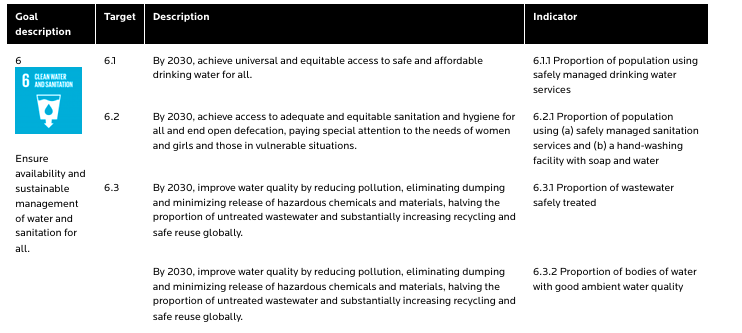 Goal description
Target
Description
Indicator
6
6 CLEAN WATER
AND SANITATION
Ensure
availability and
sustainable
management
of water and
sanitation for
all.
6.1
By 2030, achieve universal and equitable access to safe and affordable
drinking water for all.
6.1.1 Proportion of population using
safely managed drinking water
services
6.2
By 2030, achieve access to adequate and equitable sanitation and hygiene for
all and end open defecation, paying special attention to the needs of women
and girls and those in vulnerable situations.
6.2.1 Proportion of population
using (a) safely managed sanitation
services and (b) a hand-washing
facility with soap and water
6.3
By 2030, improve water quality by reducing pollution, eliminating dumping
and minimizing release of hazardous chemicals and materials, halving the
proportion of untreated wastewater and substantially increasing recycling and
safe reuse globally.
6.3.1 Proportion of wastewater
safely treated
By 2030, improve water quality by reducing pollution, eliminating dumping
and minimizing release of hazardous chemicals and materials, halving the
proportion of untreated wastewater and substantially increasing recycling and
safe reuse globally.
6.3.2 Proportion of bodies of water
with good ambient water quality